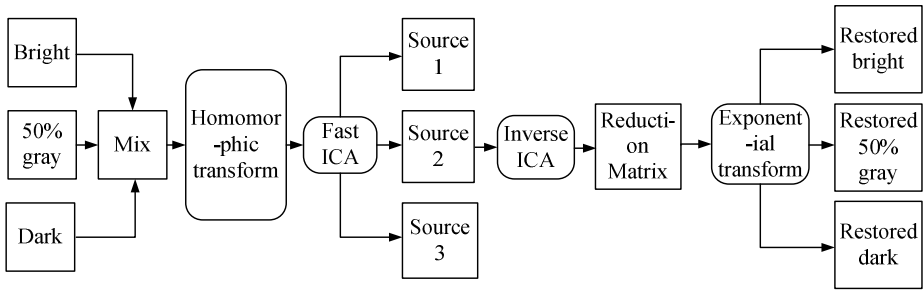 Bright
50%
gray
Dark
Mix
Homomor
-phic
transform
Fast
ICA
Source
1
Source
2
Source
3
Inverse
ICA
Reducti-
on
Matrix
Exponent
-ial
transform
Restored
bright
Restored
50%
gray
Restored
dark